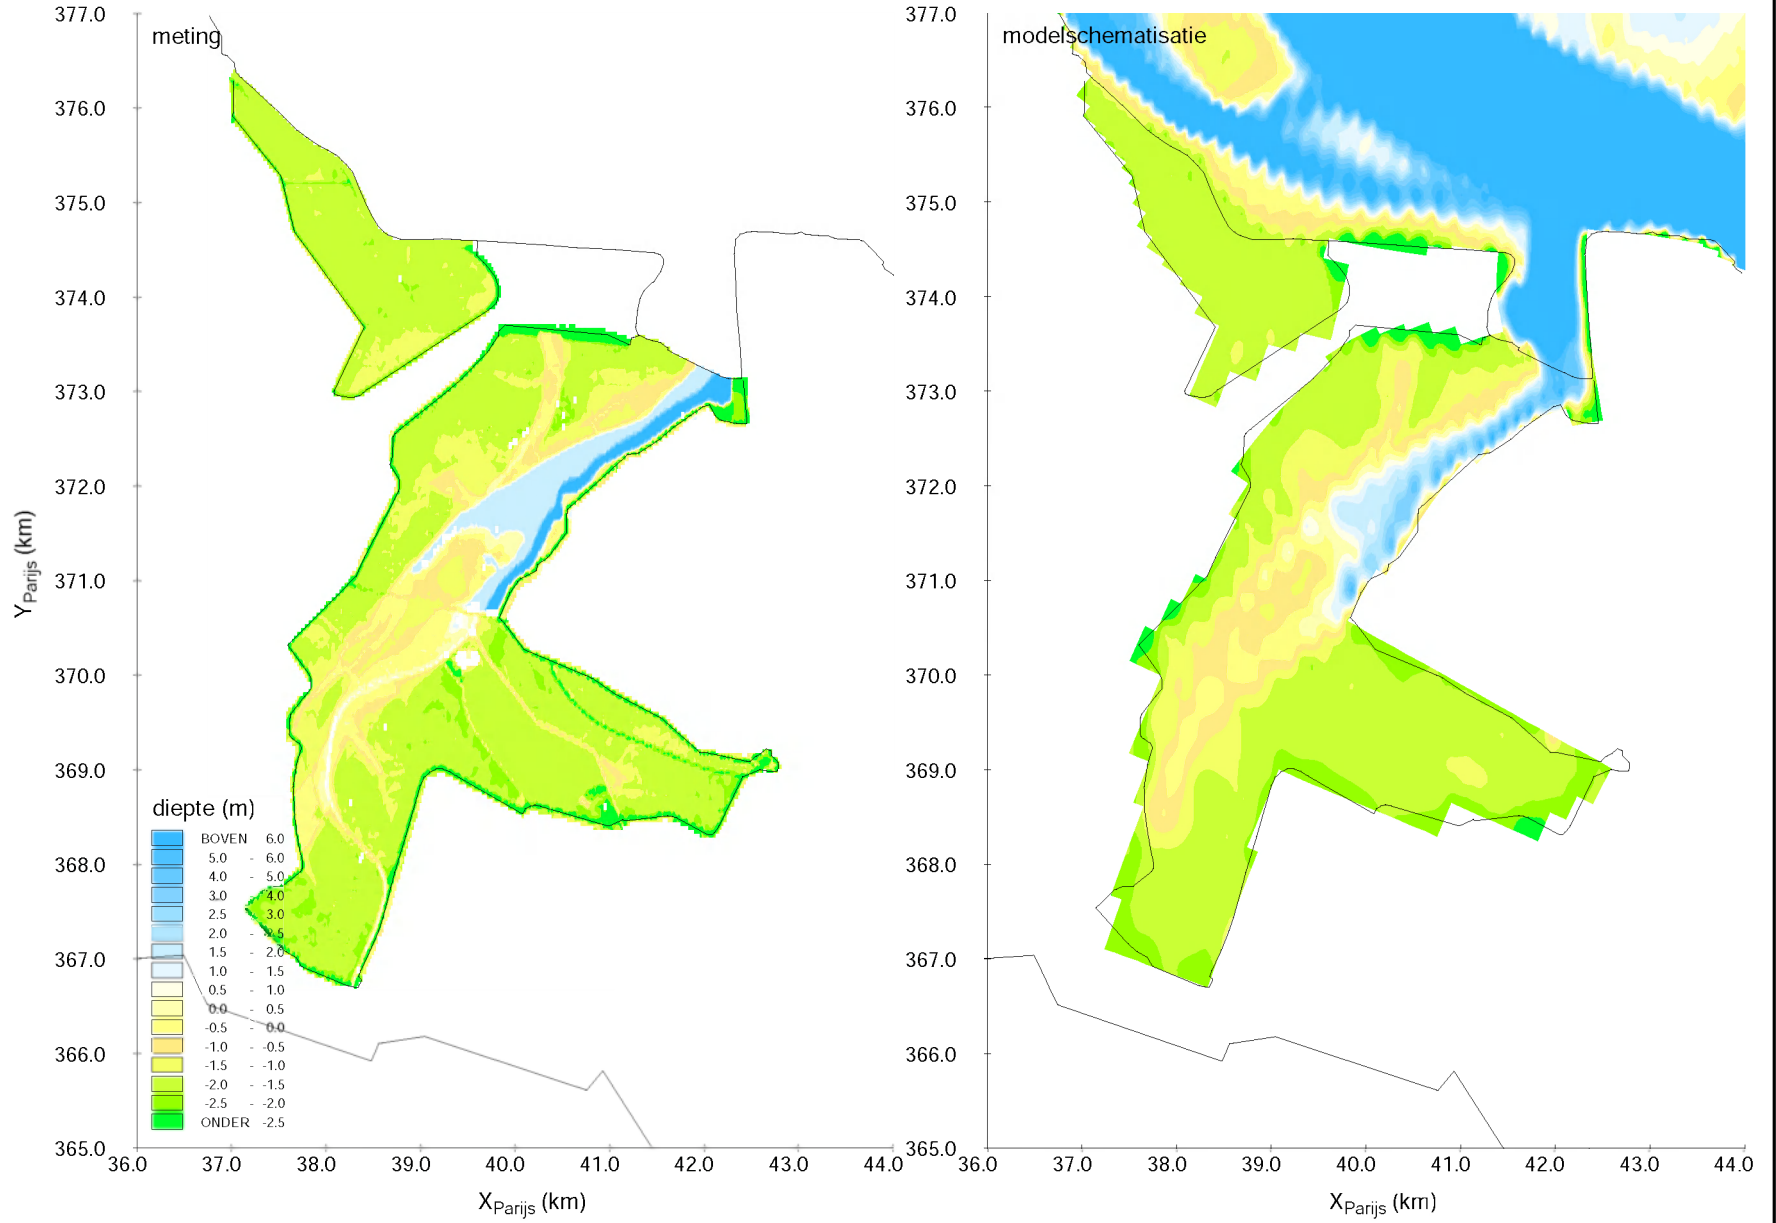 meting
377.0
376.0
375.0
374.0
373.0
372.0
371.0
370.0
369.0
368.0
367.0
366.0
365.0
Y Parijs (km)
36.0 37.0 38.0 39.0 40.0 41.0 42.0 43.0 44.0
X Parijs (km)
diepte (m)
BOVEN 6.0
5.0 - 6.0
4.0 - 5.0
3.0 - 4.0
2.5 - 3.0
2.0 - 2.5
1.5 - 2.0
1.0 - 1.5
0.5 - 1.0
0.0 - 0.5
-0.5 - 0.0
-1.0 - -0.5
-1.5 - -1.0
-2.0 - -1.5
-2.5 - -2.0
ONDER -2.5
modelschematisatie
377.0
376.0
375.0
374.0
373.0
372.0
371.0
370.0
369.0
368.0
367.0
366.0
365.0
36.0 37.0 38.0 39.0 40.0 41.0 42.0 43.0 44.0
X Parijs (km)